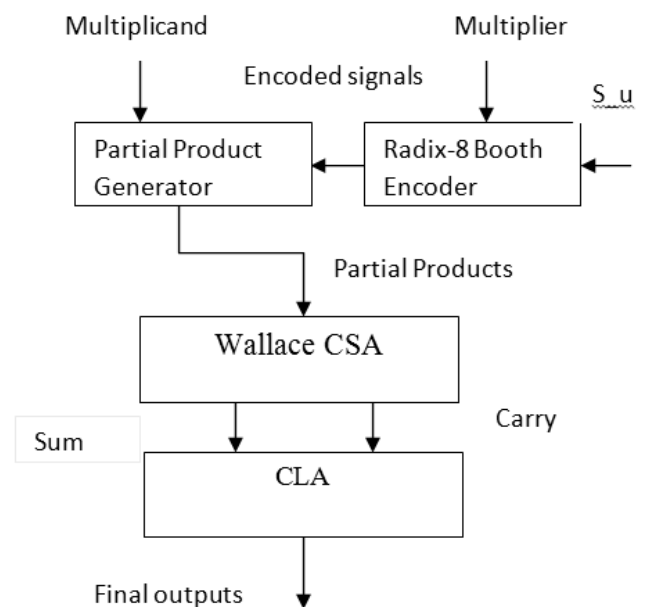 Multiplicand
Multiplier
Encoded signals
S_u
Partial Product
Generator
Radix-8 Booth
Encoder
Partial Products
Wallace CSA
Sum
Carry
CLA
Final outputs